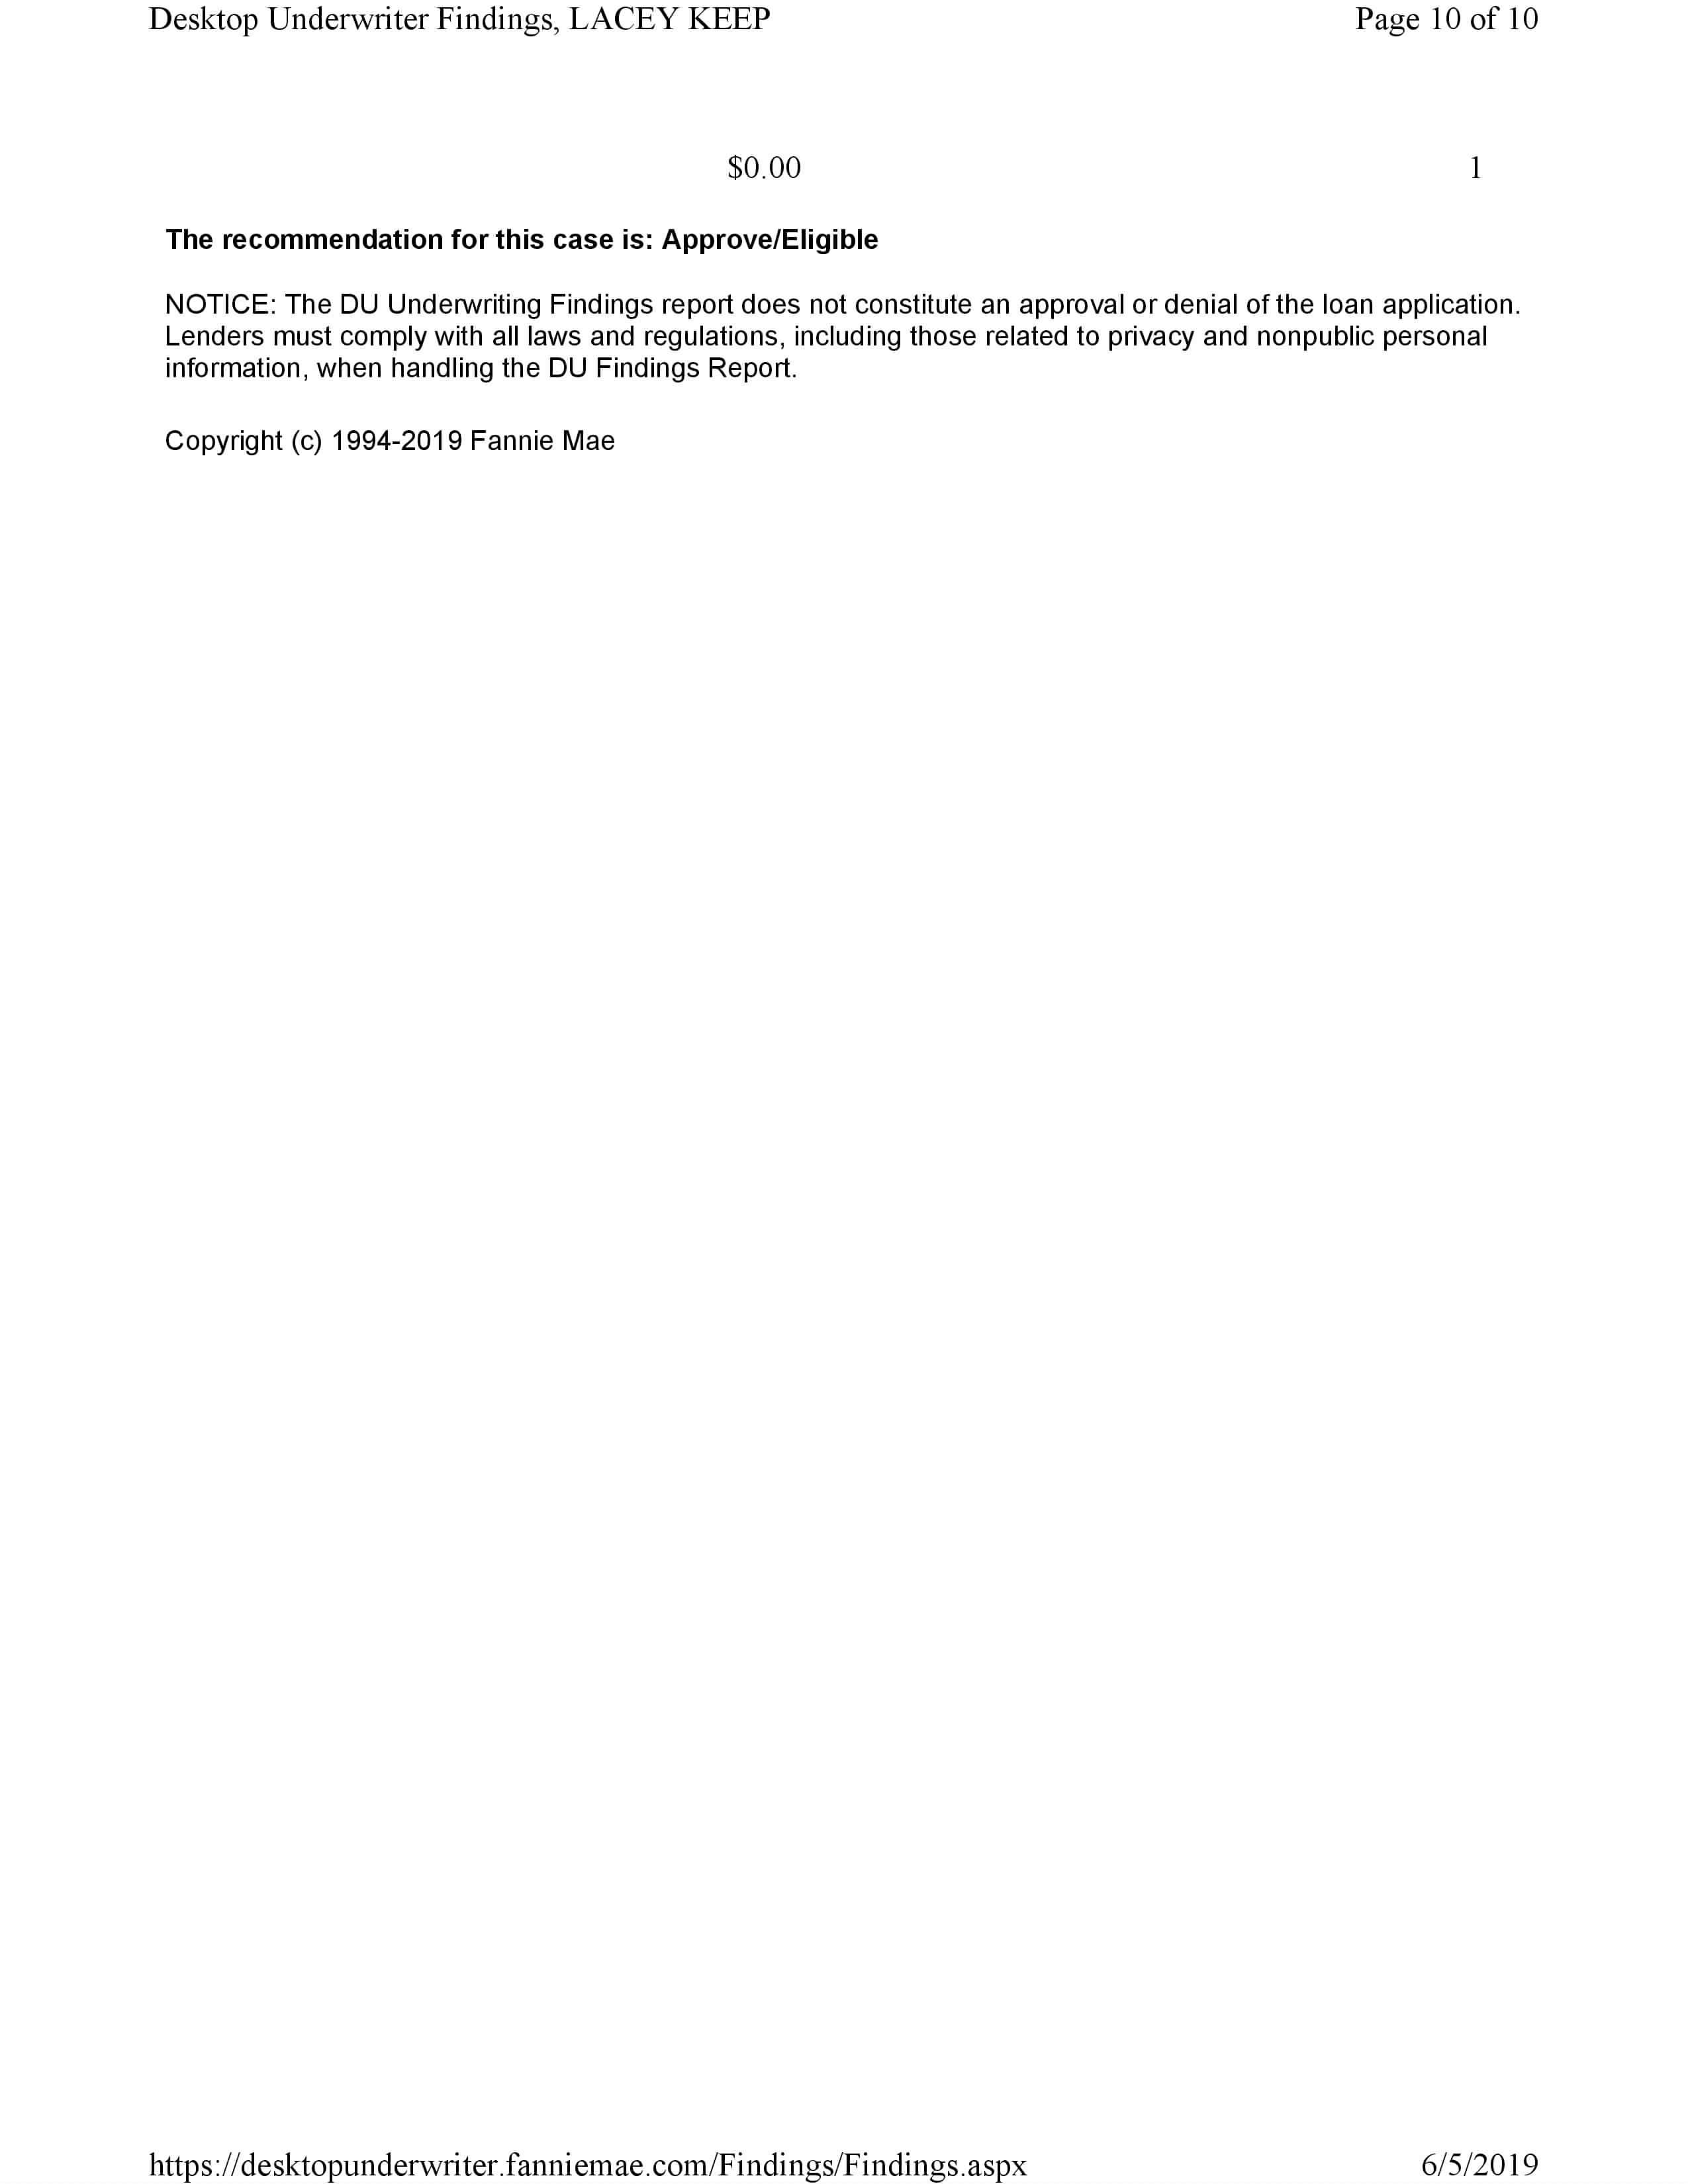 Desktop Underwriter Findings, LACEY KEEP Page 10 of 10
$0.00 1
The recommendation for this case is: Approve/Eligible
NOTICE: The DU Underwriting Findings report does not constitute an approval or denial of the loan application.
Lenders must comply with all laws and regulations, including those related to privacy and nonpublic personal
information, when handling the DU Findings Report.
Copyright (c) 1994-2019 Fannie Mae
https://desktopunderwriter.fanniemae.com/Findings/Findings.aspx 6/5/2019